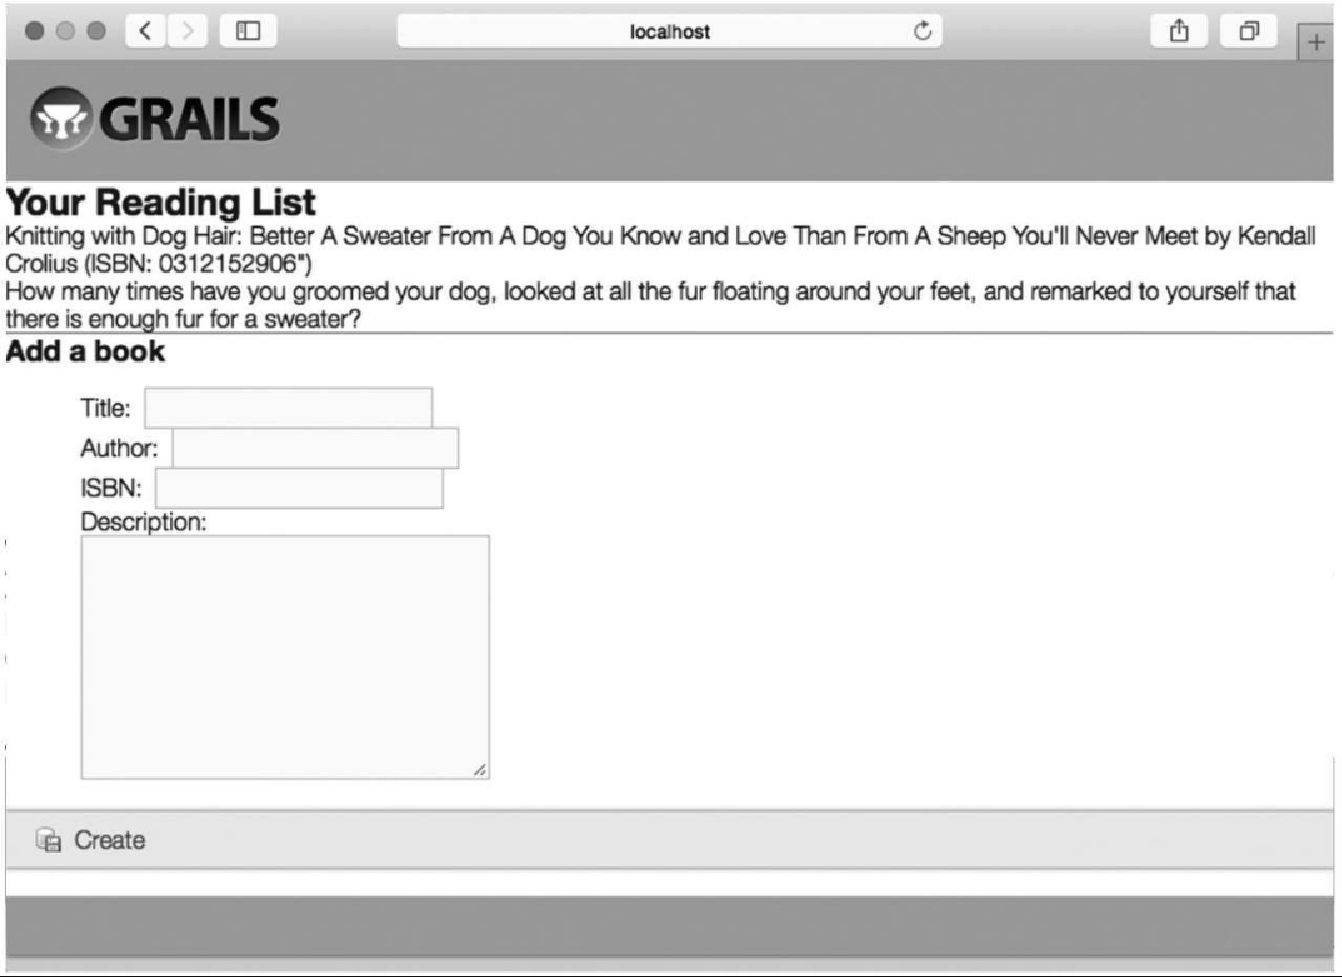 localhost
GRAILS
Your Reading List
Knitting with Dog Hair: Better A Sweater From A Dog You Know and Love Than From A Sheep You'll Never Meet by Kendall
Crolius (ISBN: 0312152906")
How many times have you groomed your dog, looked at all the fur floating around your feet, and remarked to yourself that
there is enough fur for a sweater?
Add a book
Title:
Author:
ISBN:
Description:
Create